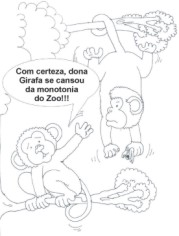 Com certeza, dona
Girafa se cansou
da monotonia
do Zoo!!!